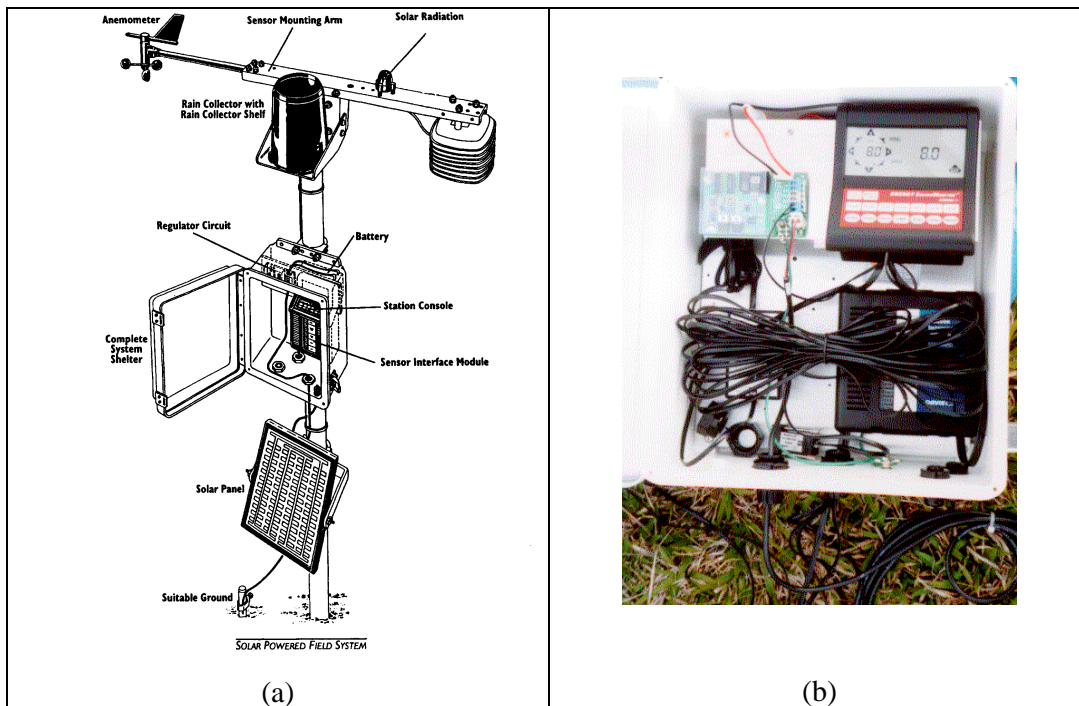 Anemometer
Sensor Mounting Arm
Solar Radiation
Rain Collector with
Rain Collector Shelf
Regulator Circuit
Battery
Station Console
Complete
System
Shelter
Sensor Interface Module
Solar Panel
Suitable Ground
SOLAR POWERED FIELD SYSTEM
(a)
8.0
8.0
(b)